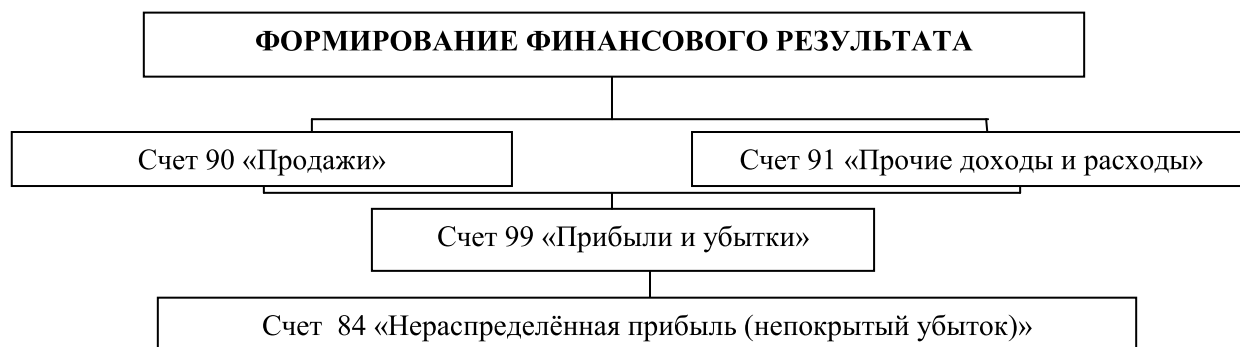 ФОРМИРОВАНИЕ ФИНАНСОВОГО РЕЗУЛЬТАТА
Счет 90 «Продажи»
Счет 91 «Прочие доходы и расходы»
Счет 99 «Прибыли и убытки»
Счет 84 «Нераспределённая прибыль (непокрытый убыток)»